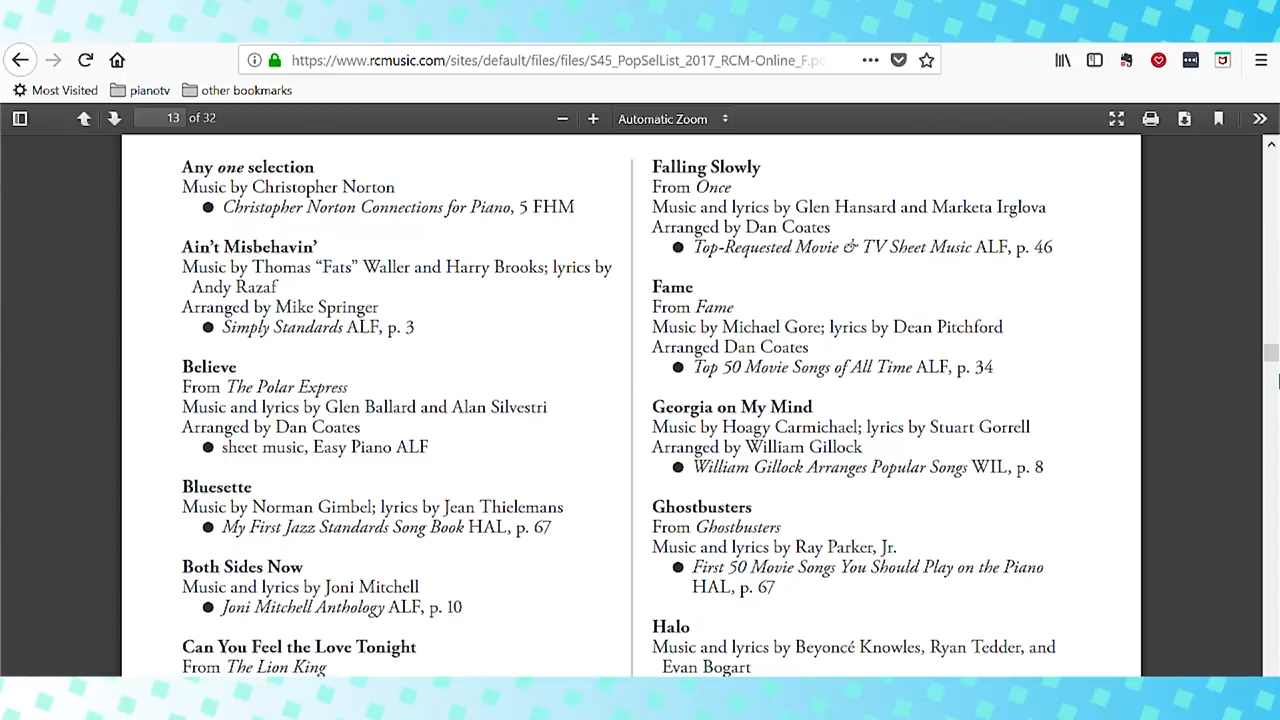 https://www.rcmusic.com/sites/default/files/files/S45_PopSelList_2017_RCM-Online_F.p
Most Visited
pianotv
other bookmarks
13 of 32
Automatic Zoom
Any one selection
Music by Christopher Norton
● Christopher Norton Connections for Piano, 5 FHM
Ain't Misbehavin'
Music by Thomas “Fats” Waller and Harry Brooks; lyrics by
Andy Razaf
Arranged by Mike Springer
● Simply Standards ALF, p. 3
Believe
From The Polar Express
Music and lyrics by Glen Ballard and Alan Silvestri
Arranged by Dan Coates
● sheet music, Easy Piano ALF
Bluesette
Music by Norman Gimbel; lyrics by Jean Thielemans
● My First Jazz Standards Song Book HAL, p. 67
Both Sides Now
Music and lyrics by Joni Mitchell
● Joni Mitchell Anthology ALF, p. 10
Can You Feel the Love Tonight
From The Lion King
Falling Slowly
From Once
Music and lyrics by Glen Hansard and Marketa Irglova
Arranged by Dan Coates
● Top-Requested Movie & TV Sheet Music ALF, p. 46
Fame
From Fame
Music by Michael Gore; lyrics by Dean Pitchford
Arranged Dan Coates
● Top 50 Movie Songs of All Time ALF, p. 34
Georgia on My Mind
Music by Hoagy Carmichael; lyrics by Stuart Gorrell
Arranged by William Gillock
● William Gillock Arranges Popular Songs WIL, p. 8
Ghostbusters
From Ghostbusters
Music and lyrics by Ray Parker, Jr.
● First 50 Movie Songs You Should Play on the Piano
HAL, p. 67
Halo
Music and lyrics by Beyoncé Knowles, Ryan Tedder, and
Evan Bogart